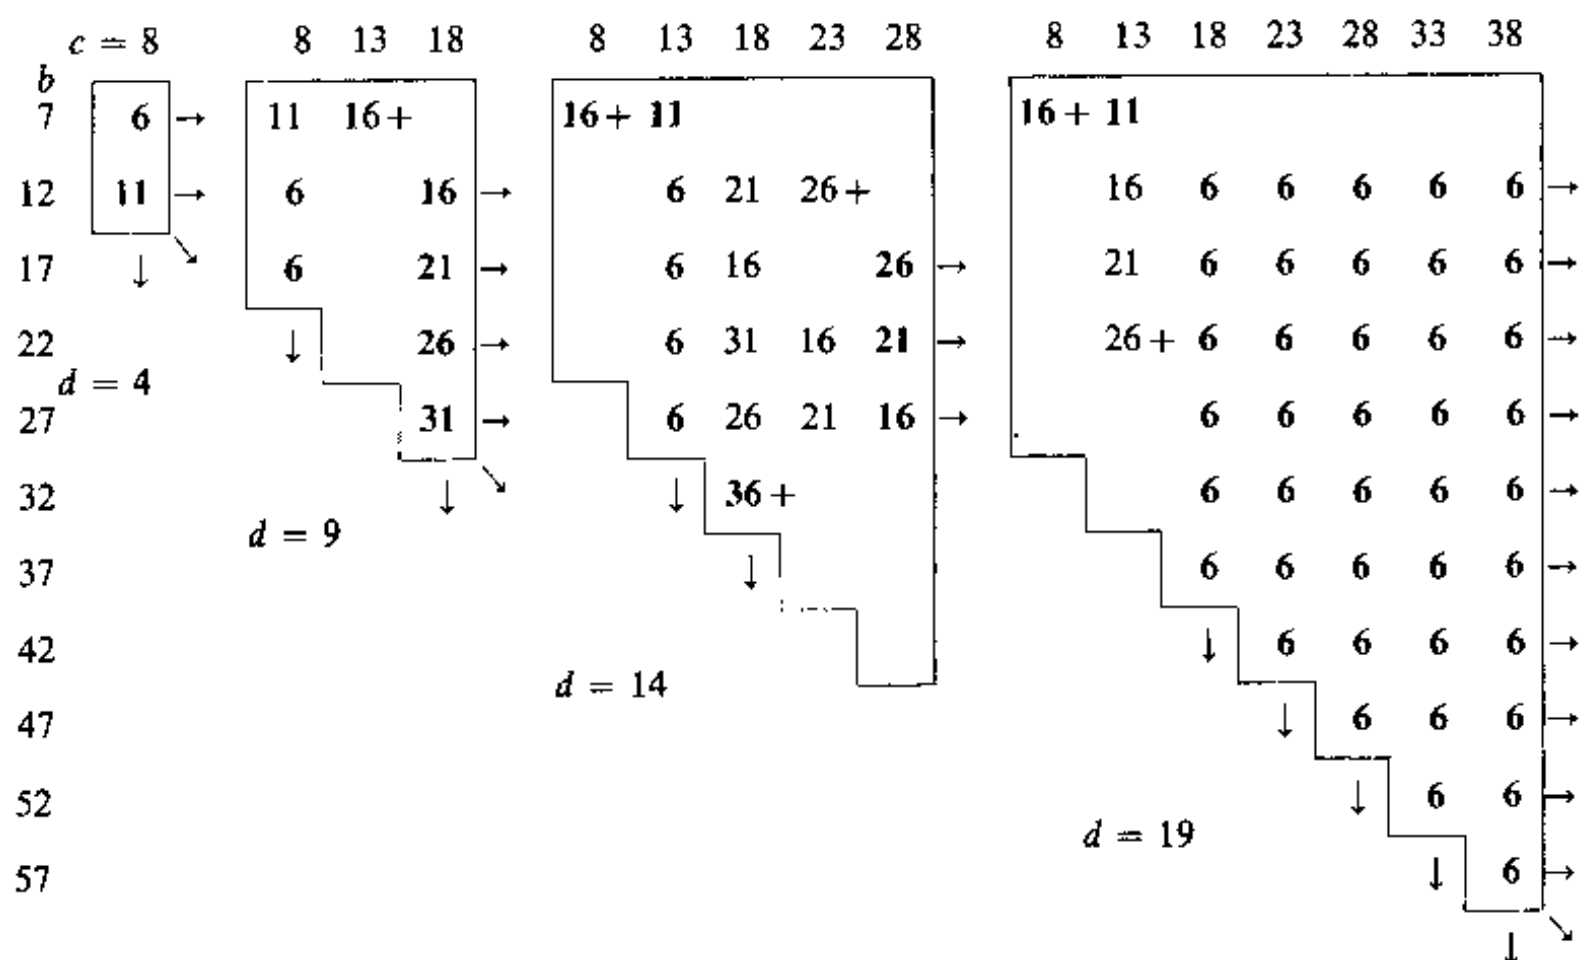 c = 8 8 13 18 8 13 18 23 28 8 13 18 23 28 33 38
b
7 6 → 11 16 + 16 + 11 16 + 11
12 11 → 6 16 → 6 21 26 + 16 6 6 6 6 6 →
17 ↓ ↘ 6 21 → 6 16 26 → 21 6 6 6 6 6 →
22 ↓ 26 → 6 31 16 21 → 26 + 6 6 6 6 6 →
d = 4
27 31 → 6 26 21 16 → 6 6 6 6 6 →
32 ↓ ↘ ↓ 36 + 6 6 6 6 6 →
d = 9
37 ↓ 6 6 6 6 6 →
42 ↓ 6 6 6 6 →
d = 14
47 ↓ 6 6 6 →
52 ↓ 6 6 →
d = 19
57 ↓ 6 →
↓ ↘